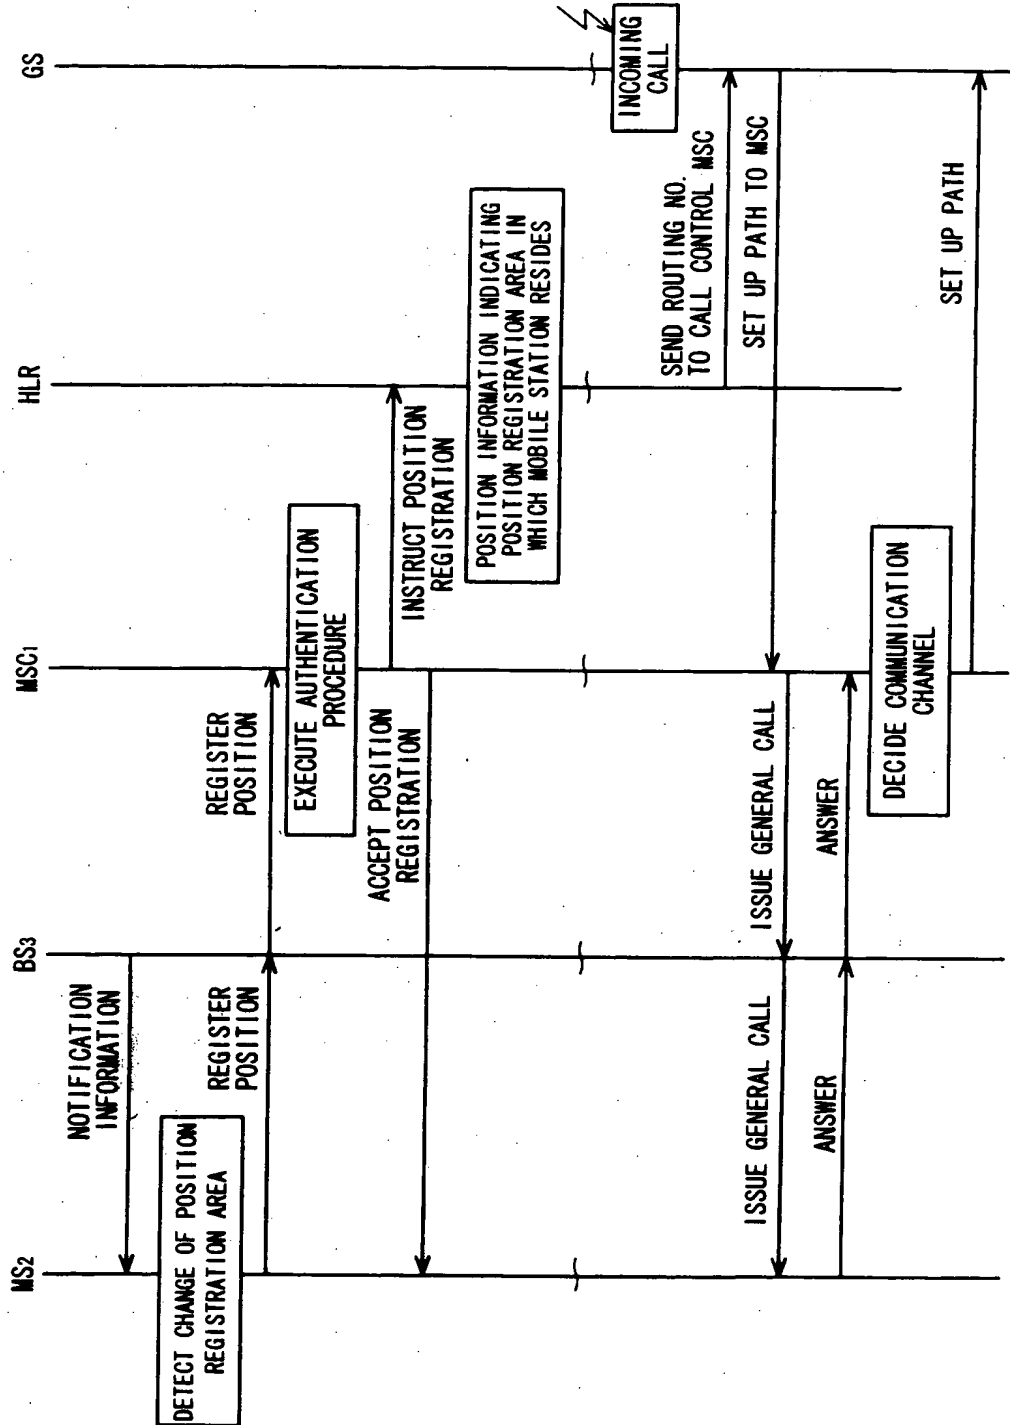 MS2
BS3
MSC1
HLR
GS
NOTIFICATION
INFORMATION
DETECT CHANGE OF POSITION
REGISTRATION AREA
REGISTER
POSITION
REGISTER
POSITION
EXECUTE AUTHENTICATION
PROCEDURE
INSTRUCT POSITION
REGISTRATION
ACCEPT POSITION
REGISTRATION
POSITION INFORMATION INDICATING
POSITION REGISTRATION AREA IN
WHICH MOBILE STATION RESIDES
INCOMING
CALL
SEND ROUTING NO.
TO CALL CONTROL MSC
SET UP PATH TO MSC
ISSUE GENERAL CALL
ISSUE GENERAL CALL
ANSWER
ANSWER
DECIDE COMMUNICATION
CHANNEL
SET UP PATH